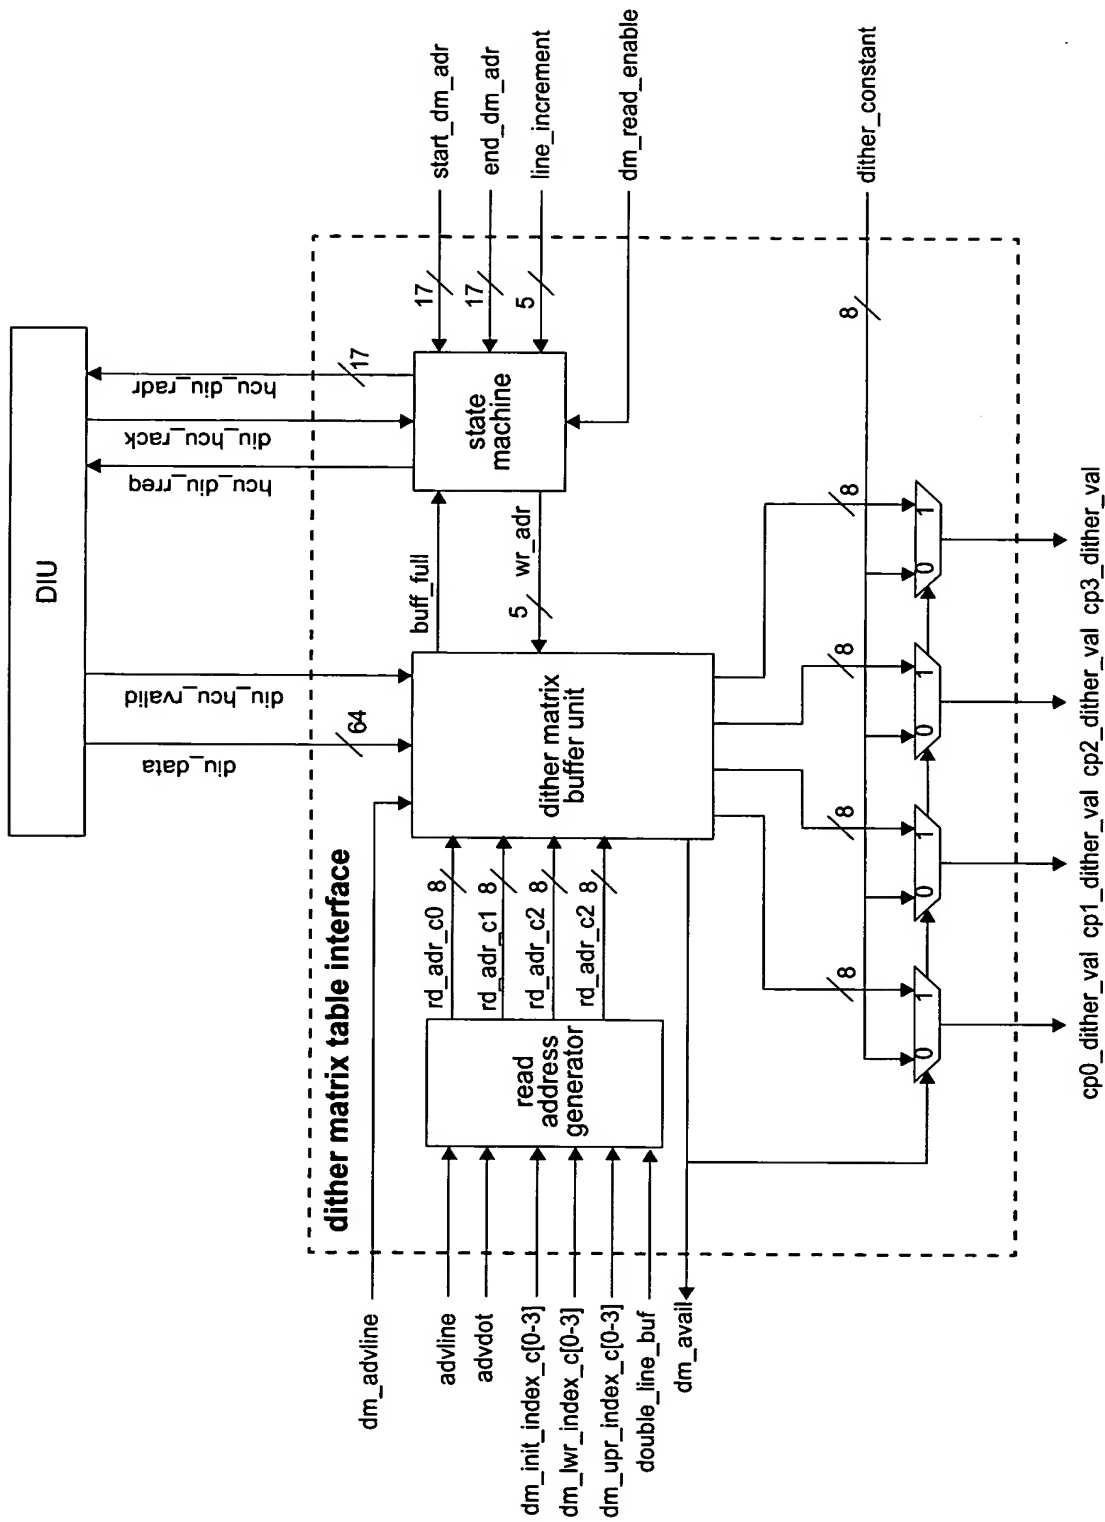 DIU
diu_data
64
diu_hcu_rvalid
hcu_diu_rreq
diu_hcu_rack
hcu_diu_radr
17
dither matrix table interface
dm_advline
advline
advdot
dm_init_index_c[0-3]
dm_lwr_index_c[0-3]
dm_upr_index_c[0-3]
double_line_buf
dm_avail
read
address
generator
rd_adr_c0
8
rd_adr_c1
8
rd_adr_c2
8
rd_adr_c2
8
dither matrix
buffer unit
buff_full
wr_adr
5
state
machine
17
start_dm_adr
17
end_dm_adr
5
line_increment
dm_read_enable
8
dither_constant
8
8
8
8
0 1
0 1
0 1
0 1
cp0_dither_val cp1_dither_val cp2_dither_val cp3_dither_val